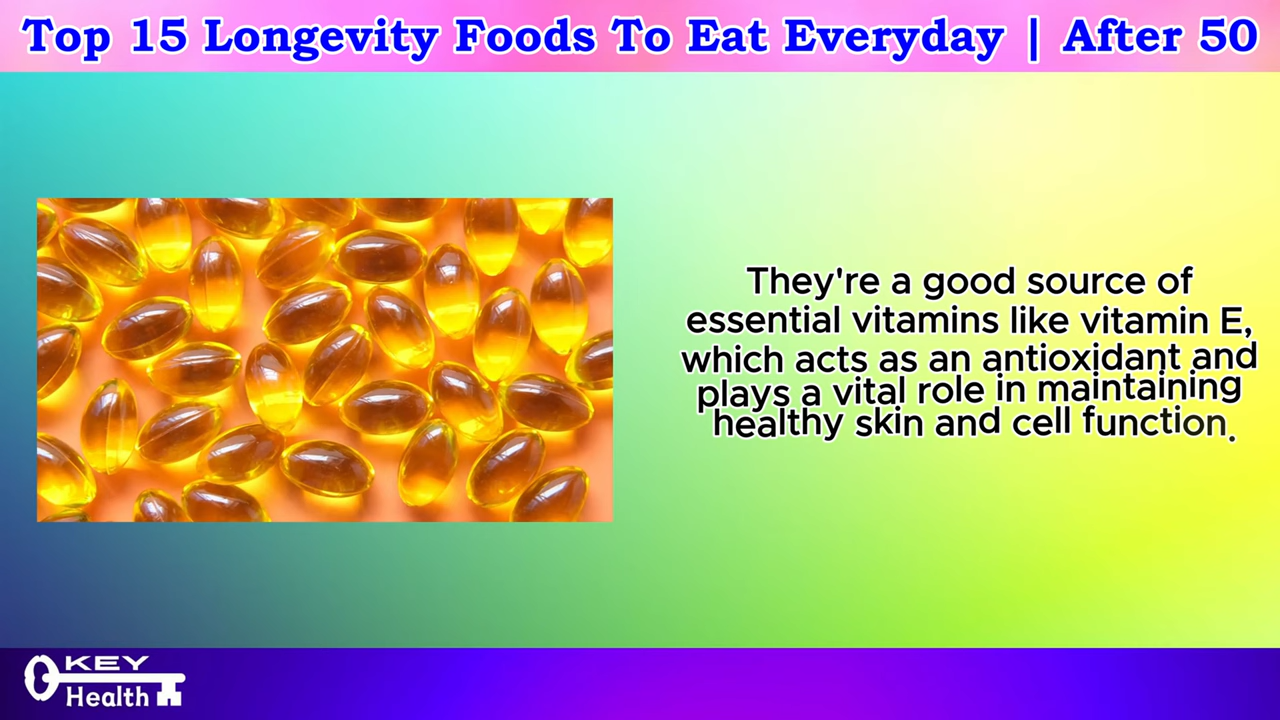 Top 15 Longevity Foods To Eat Everyday | After 50
They're a good source of
essential vitamins like vitamin E,
which acts as an antioxidant and
plays a vital role in maintaining
healthy skin and cell function.
KEY
Health